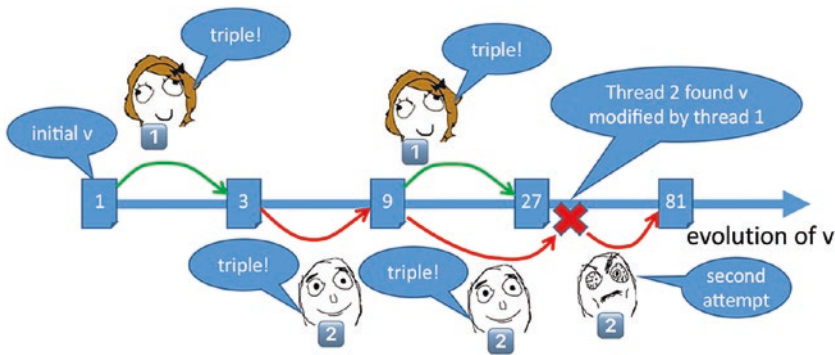 triple!
triple!
1
1
Thread 2 found v
modified by thread 1
initial v
1
3
9
27
81
evolution of v
triple!
2
triple!
2
2
second
attempt